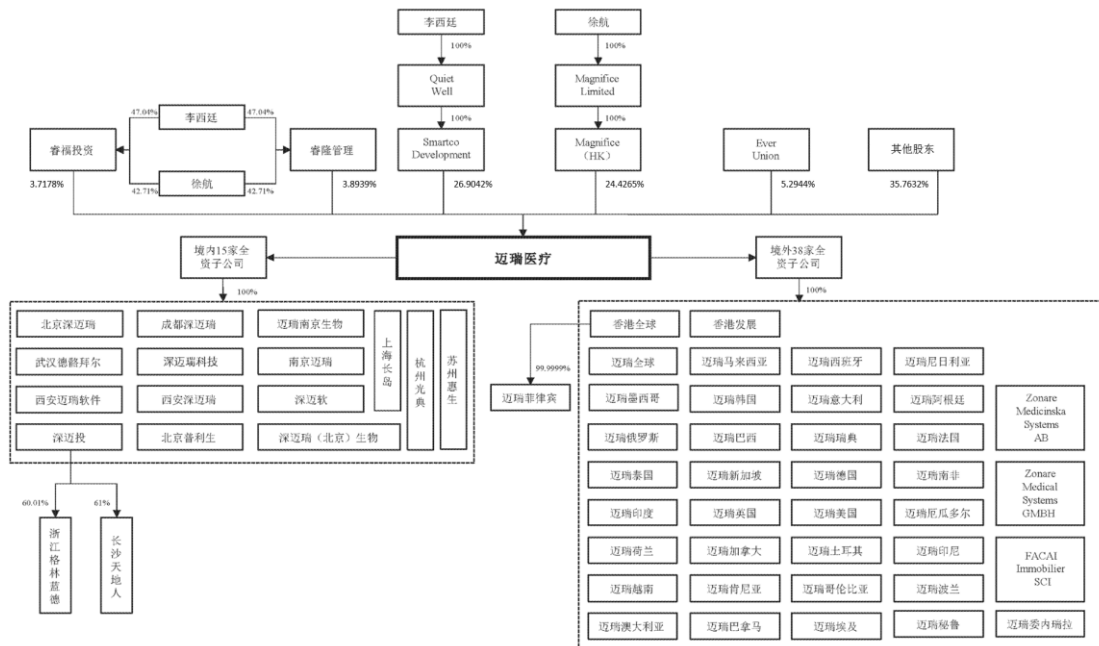 李西廷
徐航
100%
100%
Quiet
Well
Magnifice
Limited
100%
100%
47.04%
李西廷
47.04%
睿福投资
睿隆管理
Smartco
Development
Magnifice
（HK）
Ever
Union
其他股东
42.71%
徐航
42.71%
3.7178%
3.8939%
26.9042%
24.4265%
5.2944%
35.7632%
境内15家全
资子公司
迈瑞医疗
境外38家全
资子公司
100%
100%
北京深迈瑞
成都深迈瑞
迈瑞南京生物
武汉德骼拜尔
深迈瑞科技
南京迈瑞
西安迈瑞软件
西安深迈瑞
深迈软
深迈投
北京普利生
深迈瑞（北京）生物
上海长岛
杭州光典
苏州惠生
60.01%
61%
浙江格林蓝德
长沙天地人
香港全球
香港发展
99.9999%
迈瑞菲律宾
迈瑞全球
迈瑞马来西亚
迈瑞西班牙
迈瑞尼日利亚
迈瑞墨西哥
迈瑞韩国
迈瑞意大利
迈瑞阿根廷
Zonare
Medicinska
Systems
AB
迈瑞俄罗斯
迈瑞巴西
迈瑞瑞典
迈瑞法国
迈瑞泰国
迈瑞新加坡
迈瑞德国
迈瑞南非
Zonare
Medical
Systems
GMBH
迈瑞印度
迈瑞英国
迈瑞美国
迈瑞厄瓜多尔
迈瑞荷兰
迈瑞加拿大
迈瑞土耳其
迈瑞印尼
FACAI
Immobilier
SCI
迈瑞越南
迈瑞肯尼亚
迈瑞哥伦比亚
迈瑞波兰
迈瑞澳大利亚
迈瑞巴拿马
迈瑞埃及
迈瑞秘鲁
迈瑞委内瑞拉